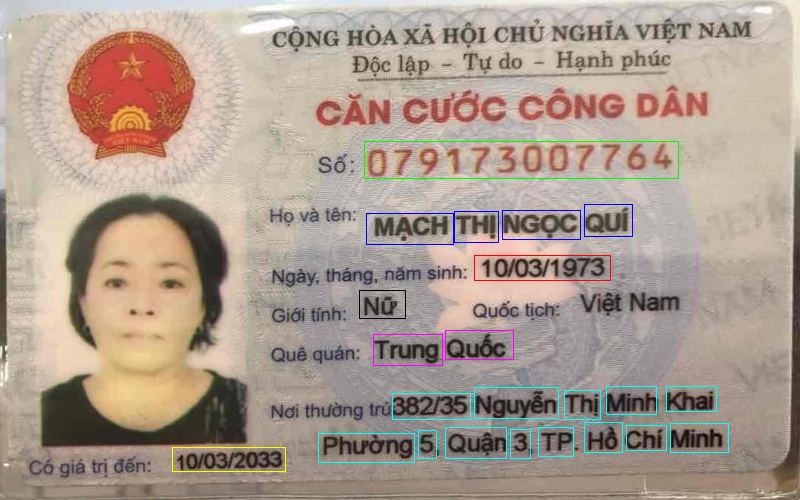 CỘNG HÒA XÃ HỘI CHỦ NGHĨA VIỆT NAM
Độc lập - Tự do - Hạnh phúc
CĂN CƯỚC CÔNG DÂN
Số: 079173007764
Họ và tên: MẠCH THỊ NGỌC QUÍ
Ngày, tháng, năm sinh: 10/03/1973
Giới tính: Nữ Quốc tịch: Việt Nam
Quê quán: Trung Quốc
Nơi thường trú: 382/35 Nguyễn Thị Minh Khai
Phường 5, Quận 3, TP. Hồ Chí Minh
Có giá trị đến: 10/03/2033